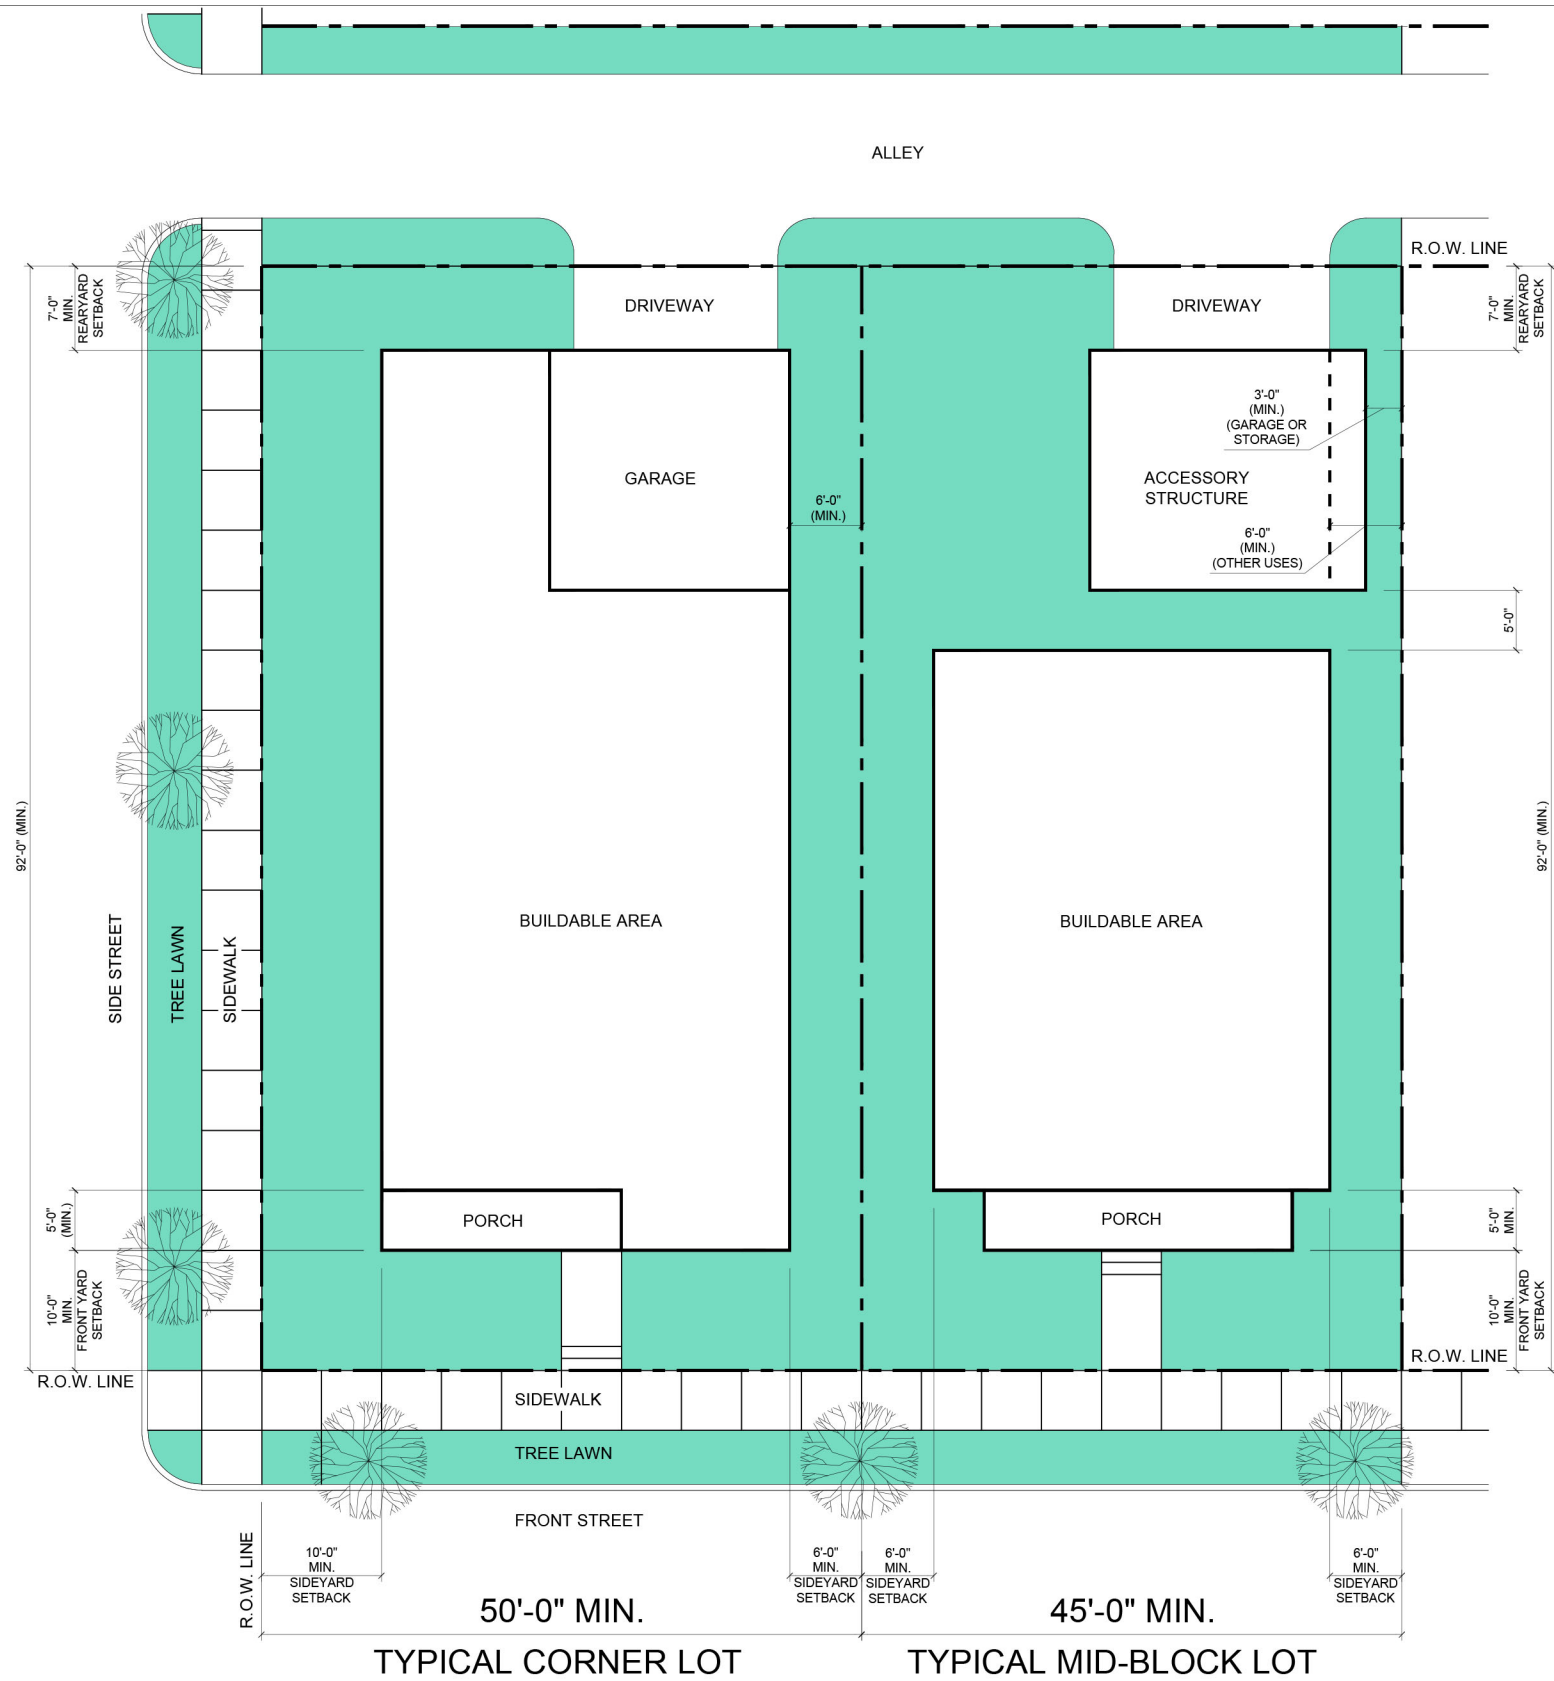 ALLEY
R.O.W. LINE
7'-0"
MIN.
REARYARD
SETBACK
DRIVEWAY
DRIVEWAY
7'-0"
MIN.
REARYARD
SETBACK
3'-0"
(MIN.)
(GARAGE OR
STORAGE)
GARAGE
6'-0"
(MIN.)
ACCESSORY
STRUCTURE
6'-0"
(MIN.)
(OTHER USES)
5'-0"
92'-0" (MIN.)
92'-0" (MIN.)
SIDE STREET
TREE LAWN
SIDEWALK
BUILDABLE AREA
BUILDABLE AREA
5'-0"
(MIN.)
PORCH
PORCH
5'-0"
MIN.
10'-0"
MIN.
FRONT YARD
SETBACK
10'-0"
MIN.
FRONT YARD
SETBACK
R.O.W. LINE
R.O.W. LINE
SIDEWALK
TREE LAWN
FRONT STREET
R.O.W. LINE
10'-0"
MIN.
SIDEYARD
SETBACK
6'-0"
MIN.
SIDEYARD
SETBACK
6'-0"
MIN.
SIDEYARD
SETBACK
6'-0"
MIN.
SIDEYARD
SETBACK
50'-0" MIN.
45'-0" MIN.
TYPICAL CORNER LOT
TYPICAL MID-BLOCK LOT